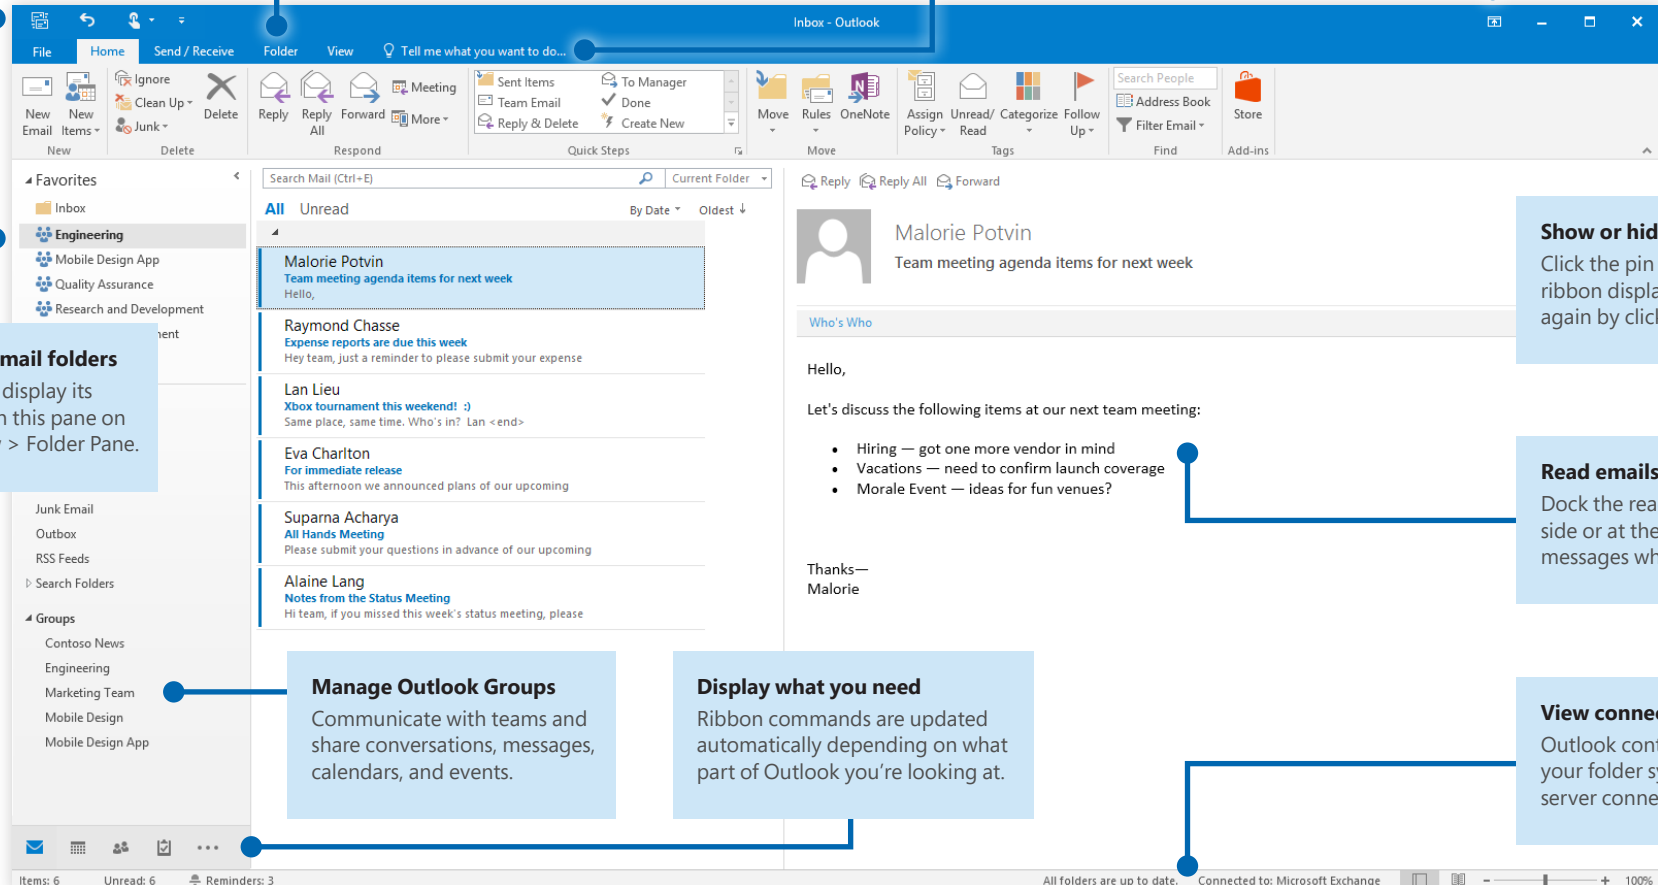 Inbox - Outlook
File Home Send / Receive Folder View Tell me what you want to do...
New Email
New Items
New
Ignore
Clean Up
Junk
Delete
Delete
Reply
Reply All
Forward
Meeting
More
Respond
Sent Items
Team Email
Reply & Delete
To Manager
Done
Create New
Quick Steps
Move
Rules
OneNote
Move
Assign Policy
Unread/ Read
Categorize
Follow Up
Tags
Search People
Address Book
Filter Email
Find
Store
Add-ins
Favorites
Inbox
Engineering
Mobile Design App
Quality Assurance
Research and Development
mail folders
display its
this pane on
> Folder Pane.
Junk Email
Outbox
RSS Feeds
Search Folders
Groups
Contoso News
Engineering
Marketing Team
Mobile Design
Mobile Design App
Search Mail (Ctrl+E) Current Folder
All Unread By Date Oldest ↓
Malorie Potvin
Team meeting agenda items for next week
Hello,
Raymond Chasse
Expense reports are due this week
Hey team, just a reminder to please submit your expense
Lan Lieu
Xbox tournament this weekend! :)
Same place, same time. Who's in? Lan <end>
Eva Charlton
For immediate release
This afternoon we announced plans of our upcoming
Suparna Acharya
All Hands Meeting
Please submit your questions in advance of our upcoming
Alaine Lang
Notes from the Status Meeting
Hi team, if you missed this week's status meeting, please
Reply Reply All Forward
Malorie Potvin
Team meeting agenda items for next week
Who's Who
Hello,
Let's discuss the following items at our next team meeting:
• Hiring — got one more vendor in mind
• Vacations — need to confirm launch coverage
• Morale Event — ideas for fun venues?
Thanks—
Malorie
Manage Outlook Groups
Communicate with teams and
share conversations, messages,
calendars, and events.
Display what you need
Ribbon commands are updated
automatically depending on what
part of Outlook you're looking at.
Show or hid
Click the pin
ribbon displa
again by clic
Read emails
Dock the rea
side or at the
messages wh
View connec
Outlook cont
your folder sy
server conne
Items: 6 Unread: 6 Reminders: 3 All folders are up to date. Connected to: Microsoft Exchange - + 100%